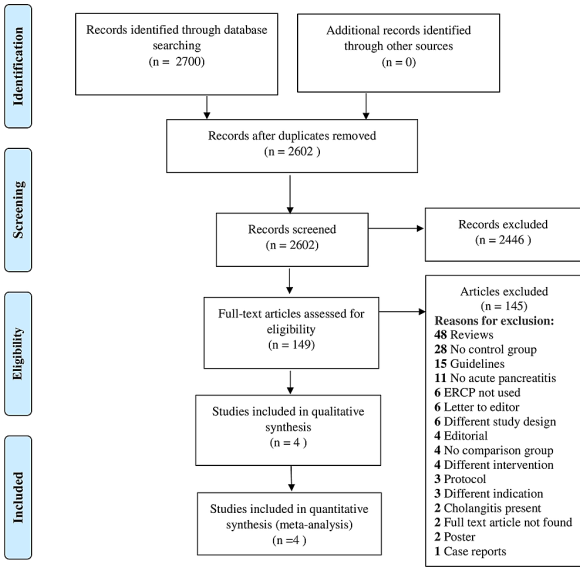 Identification
Records identified through database
searching
(n = 2700)
Additional records identified
through other sources
(n = 0)
Records after duplicates removed
(n = 2602 )
Screening
Records screened
(n = 2602)
Records excluded
(n = 2446 )
Eligibility
Full-text articles assessed for
eligibility
(n = 149)
Articles excluded
(n = 145)
Reasons for exclusion:
48 Reviews
28 No control group
15 Guidelines
11 No acute pancreatitis
6 ERCP not used
6 Letter to editor
6 Different study design
4 Editorial
4 No comparison group
4 Different intervention
3 Protocol
3 Different indication
2 Cholangitis present
2 Full text article not found
2 Poster
1 Case reports
Studies included in qualitative
synthesis
(n = 4 )
Included
Studies included in quantitative
synthesis (meta-analysis)
(n =4 )